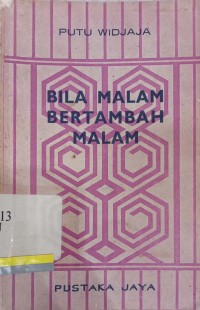 PUTU WIDJAJA
BILA MALAM
BERTAMBAH
MALAM
13
PUSTAKA JAYA